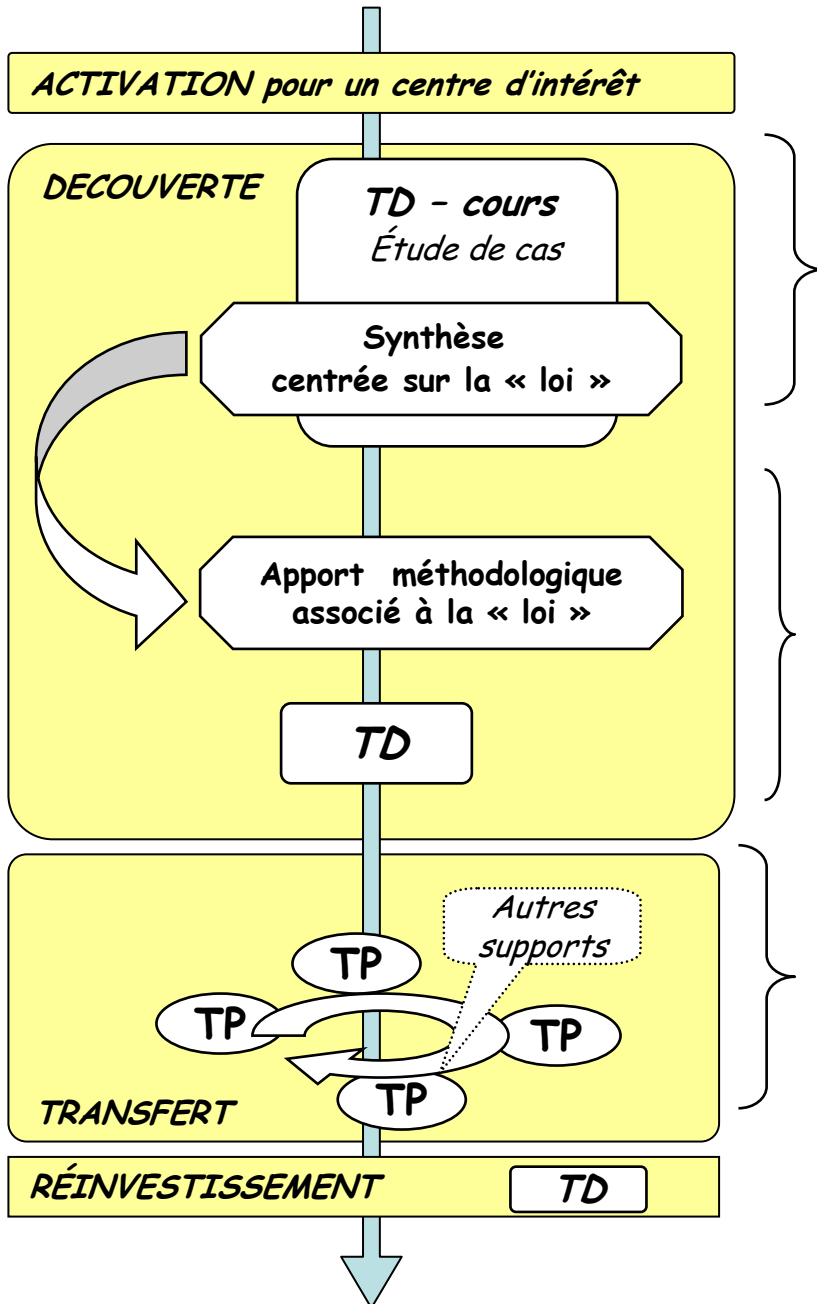 ACTIVATION pour un centre d'intérêt
DECOUVERTE
TD – cours
Étude de cas
Synthèse
centrée sur la « loi »
Apport méthodologique
associé à la « loi »
TD
Autres
supports
TP
TP
TP
TP
TRANSFERT
RÉINVESTISSEMENT
TD